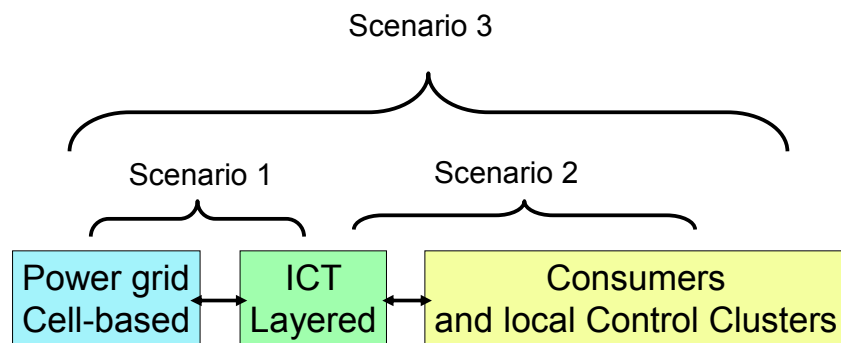 Scenario 3
Scenario 1
Scenario 2
Power grid
Cell-based
ICT
Layered
Consumers
and local Control Clusters